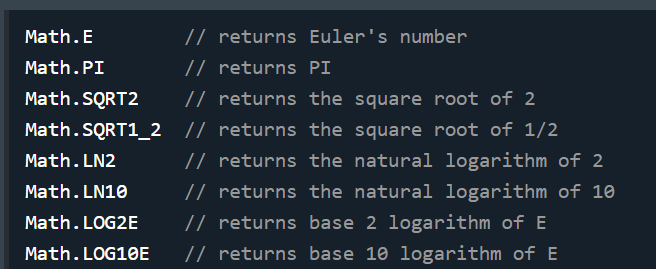 Math.E        // returns Euler's number
Math.PI       // returns PI
Math.SQRT2    // returns the square root of 2
Math.SQRT1_2  // returns the square root of 1/2
Math.LN2      // returns the natural logarithm of 2
Math.LN10     // returns the natural logarithm of 10
Math.LOG2E    // returns base 2 logarithm of E
Math.LOG10E   // returns base 10 logarithm of E